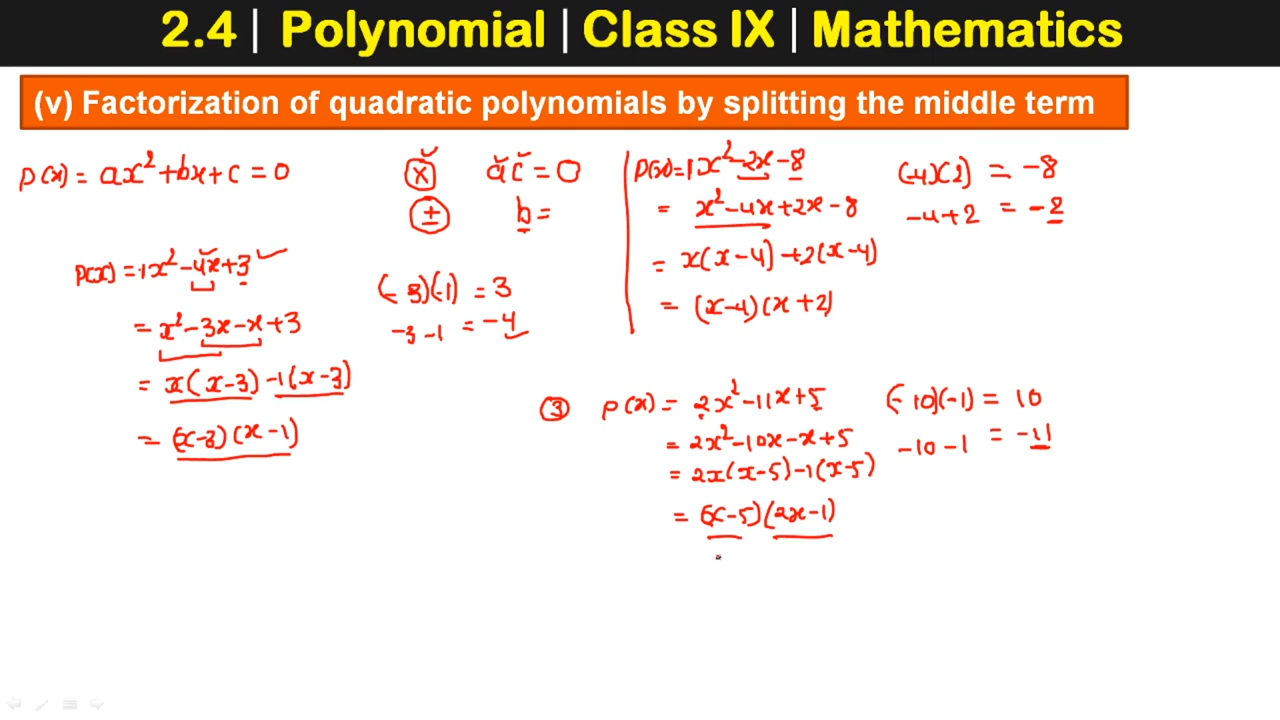 2.4 | Polynomial | Class IX | Mathematics
(v) Factorization of quadratic polynomials by splitting the middle term
P(x) = ax² + bx + c = 0
x ac = 0
± b =
P(x) = 1x² - 4x + 3
= x² - 3x - x + 3
= x(x-3) -1(x-3)
= (x-3)(x-1)
(-3)(-1) = 3
-3 -1 = -4
P(x) = 1x² - 2x - 8
= x² - 4x + 2x - 8
= x(x-4) + 2(x-4)
= (x-4)(x+2)
(-4)(2) = -8
-4+2 = -2
③ P(x) = 2x² - 11x + 5
= 2x² - 10x - x + 5
= 2x(x-5) - 1(x-5)
= (x-5)(2x-1)
(-10)(-1) = 10
-10 - 1 = -11